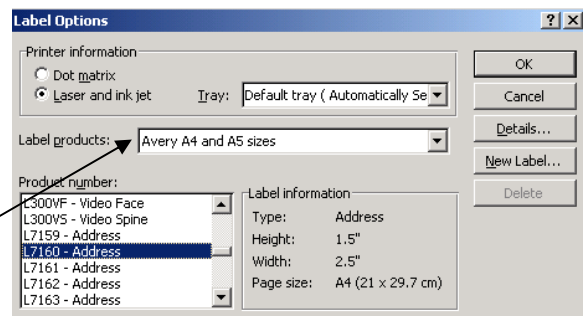 Label Options
Printer information
Dot matrix
Laser and ink jet
Tray: Default tray ( Automatically Se
OK
Cancel
Label products: Avery A4 and A5 sizes
Details...
New Label...
Delete
Product number:
L300VF - Video Face
L300VS - Video Spine
L7159 - Address
L7160 - Address
L7161 - Address
L7162 - Address
L7163 - Address
Label information
Type: Address
Height: 1.5"
Width: 2.5"
Page size: A4 (21 x 29.7 cm)